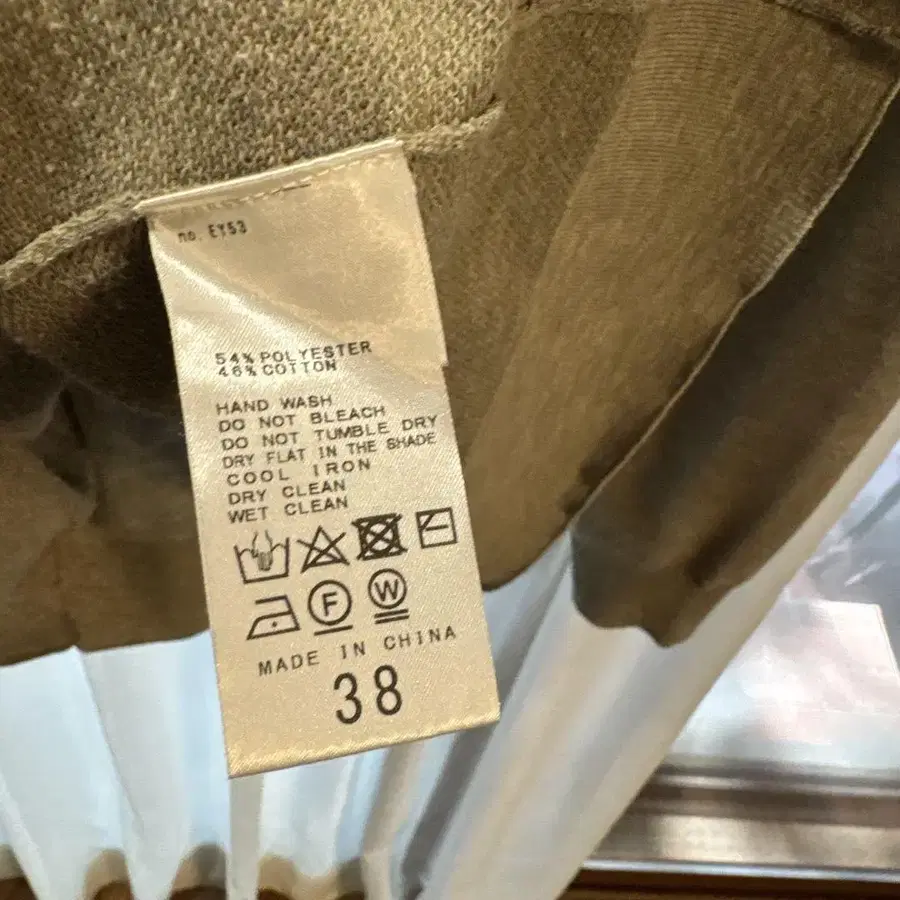 no. EY53
54% POLYESTER
46% COTTON
HAND WASH
DO NOT BLEACH
DO NOT TUMBLE DRY
DRY FLAT IN THE SHADE
COOL IRON
DRY CLEAN
WET CLEAN
F W
MADE IN CHINA
38